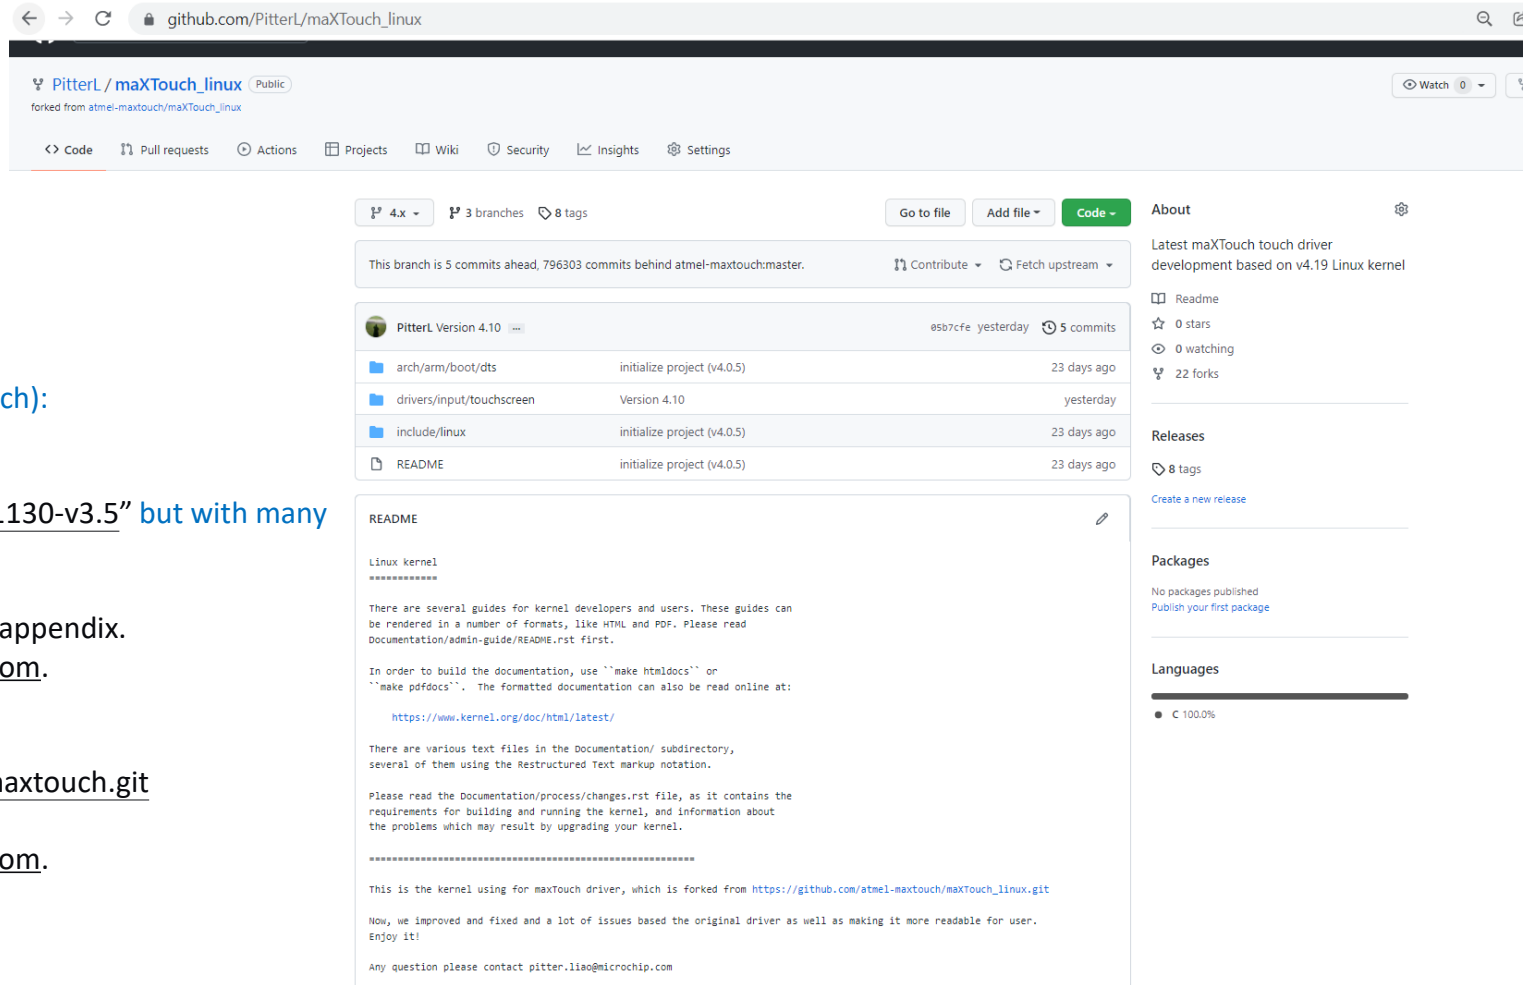 github.com/PitterL/maXTouch_linux
PitterL / maXTouch_linux Public
forked from atmel-maxtouch/maXTouch_linux
Watch 0
<> Code Pull requests Actions Projects Wiki Security Insights Settings
4.x 3 branches 8 tags Go to file Add file Code
This branch is 5 commits ahead, 796303 commits behind atmel-maxtouch:master. Contribute Fetch upstream
PitterL Version 4.10 ... 05b7cfe yesterday 5 commits
arch/arm/boot/dts initialize project (v4.0.5) 23 days ago
drivers/input/touchscreen Version 4.10 yesterday
include/linux initialize project (v4.0.5) 23 days ago
README initialize project (v4.0.5) 23 days ago
README
Linux kernel
============
There are several guides for kernel developers and users. These guides can
be rendered in a number of formats, like HTML and PDF. Please read
Documentation/admin-guide/README.rst first.
In order to build the documentation, use ``make htmldocs`` or
``make pdfdocs``.  The formatted documentation can also be read online at:
https://www.kernel.org/doc/html/latest/
There are various text files in the Documentation/ subdirectory,
several of them using the Restructured Text markup notation.
Please read the Documentation/process/changes.rst file, as it contains the
requirements for building and running the kernel, and information about
the problems which may result by upgrading your kernel.
=========================================================
This is the kernel using for maxTouch driver, which is forked from https://github.com/atmel-maxtouch/maXTouch_linux.git
Now, we improved and fixed and a lot of issues based the original driver as well as making it more readable for user.
Enjoy it!
Any question please contact pitter.liao@microchip.com
About
Latest maXTouch touch driver
development based on v4.19 Linux kernel
Readme
0 stars
0 watching
22 forks
Releases
8 tags
Create a new release
Packages
No packages published
Publish your first package
Languages
C 100.0%
ch):
1130-v3.5" but with many
appendix.
om.
naxtouch.git
om.